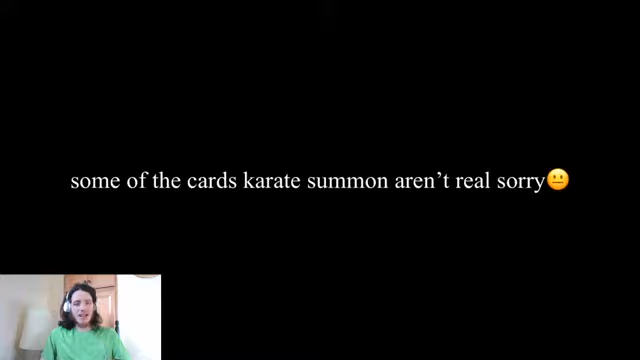 some of the cards karate summon aren’t real sorry😐